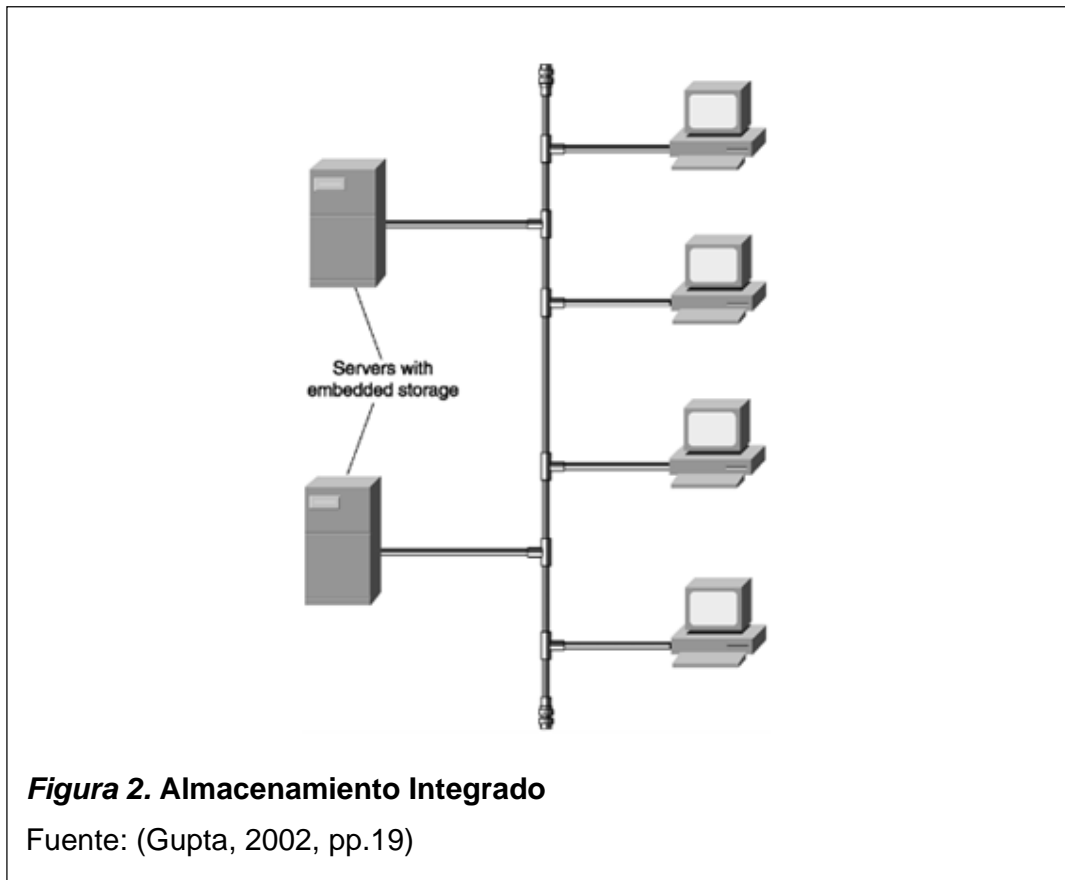 Servers with
embedded storage
Figura 2. Almacenamiento Integrado
Fuente: (Gupta, 2002, pp.19)